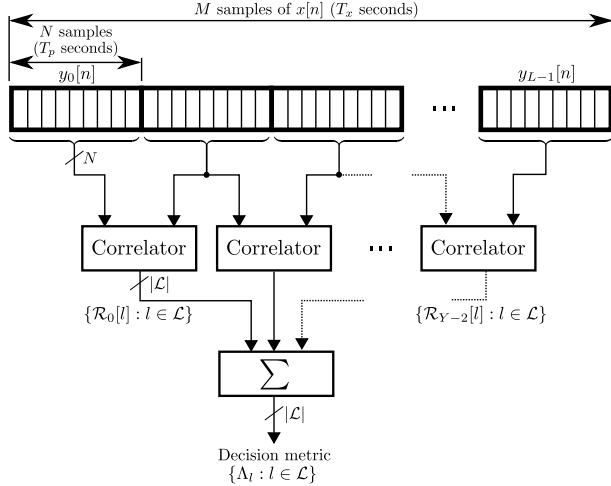 M samples of x[n] (T_x seconds)
N samples
(T_p seconds)
y_0[n]
y_{L−1}[n]
...
N
Correlator
Correlator
...
Correlator
|ℒ|
{ℛ_0[l] : l ∈ ℒ}
{ℛ_{Y−2}[l] : l ∈ ℒ}
∑
|ℒ|
Decision metric
{Λ_l : l ∈ ℒ}